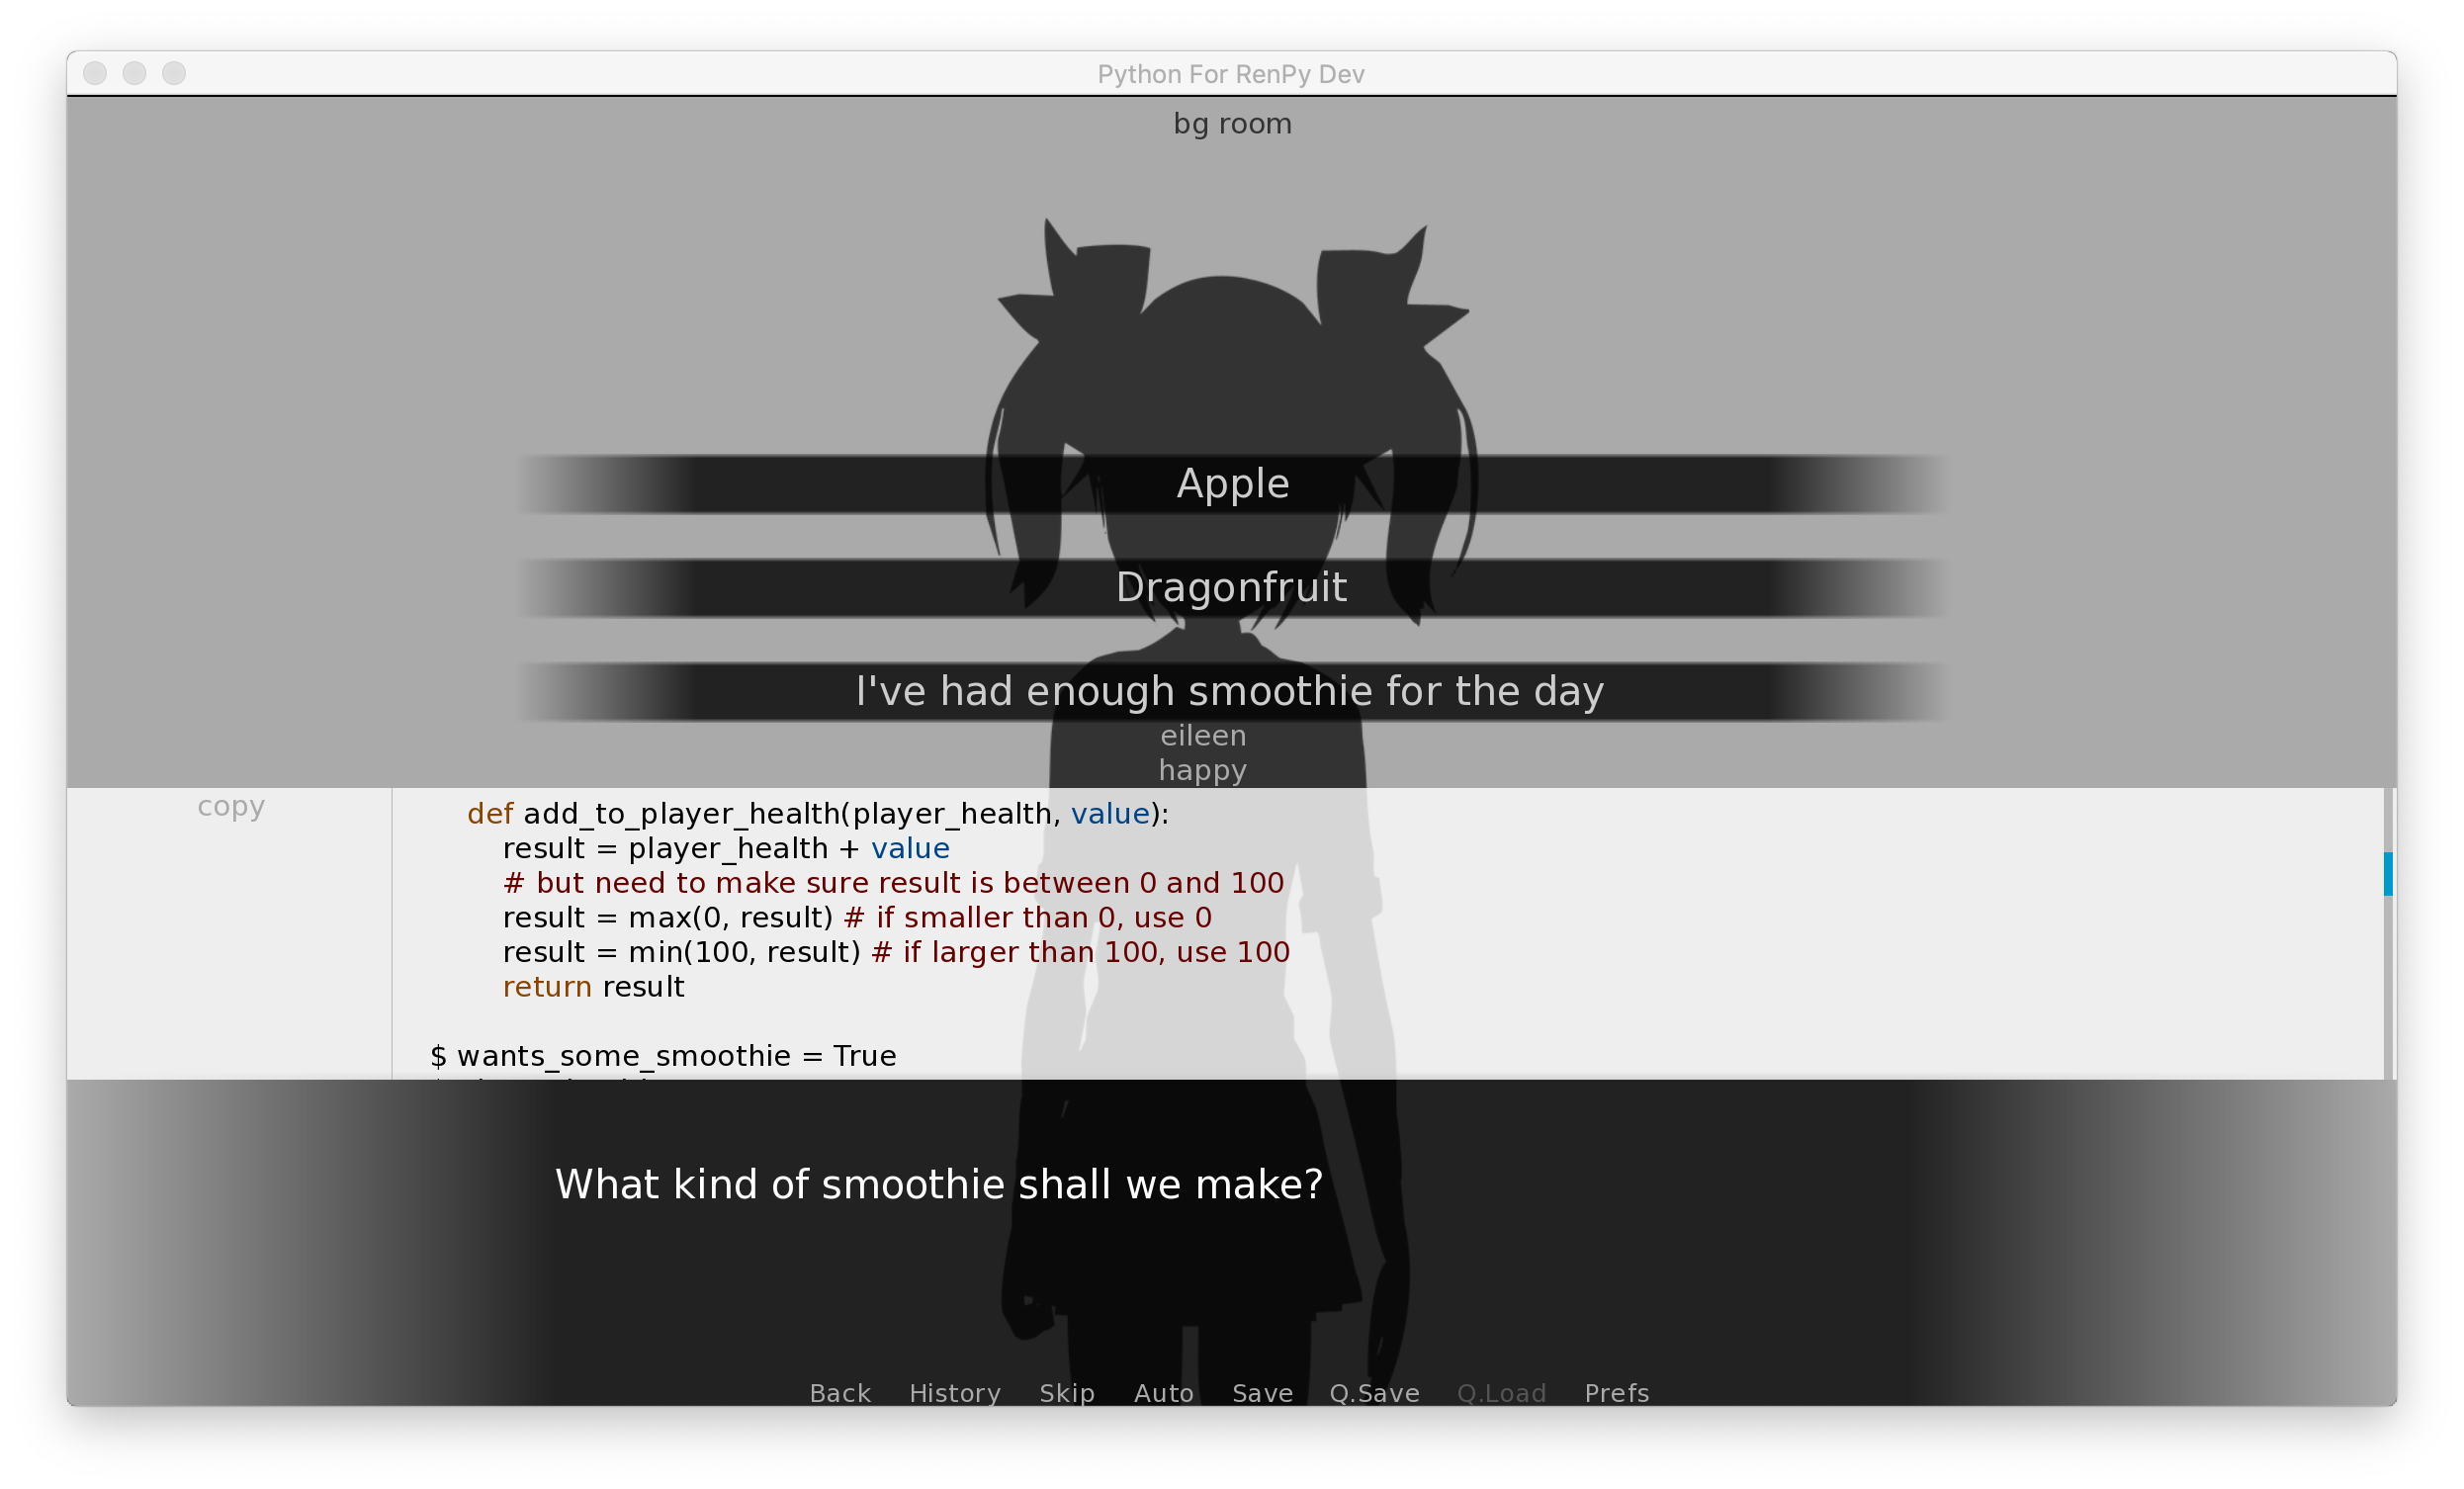 Python For RenPy Dev
bg room
Apple
Dragonfruit
I've had enough smoothie for the day
eileen
happy
copy
def add_to_player_health(player_health, value):
result = player_health + value
# but need to make sure result is between 0 and 100
result = max(0, result) # if smaller than 0, use 0
result = min(100, result) # if larger than 100, use 100
return result
$ wants_some_smoothie = True
What kind of smoothie shall we make?
Back History Skip Auto Save Q.Save Q.Load Prefs